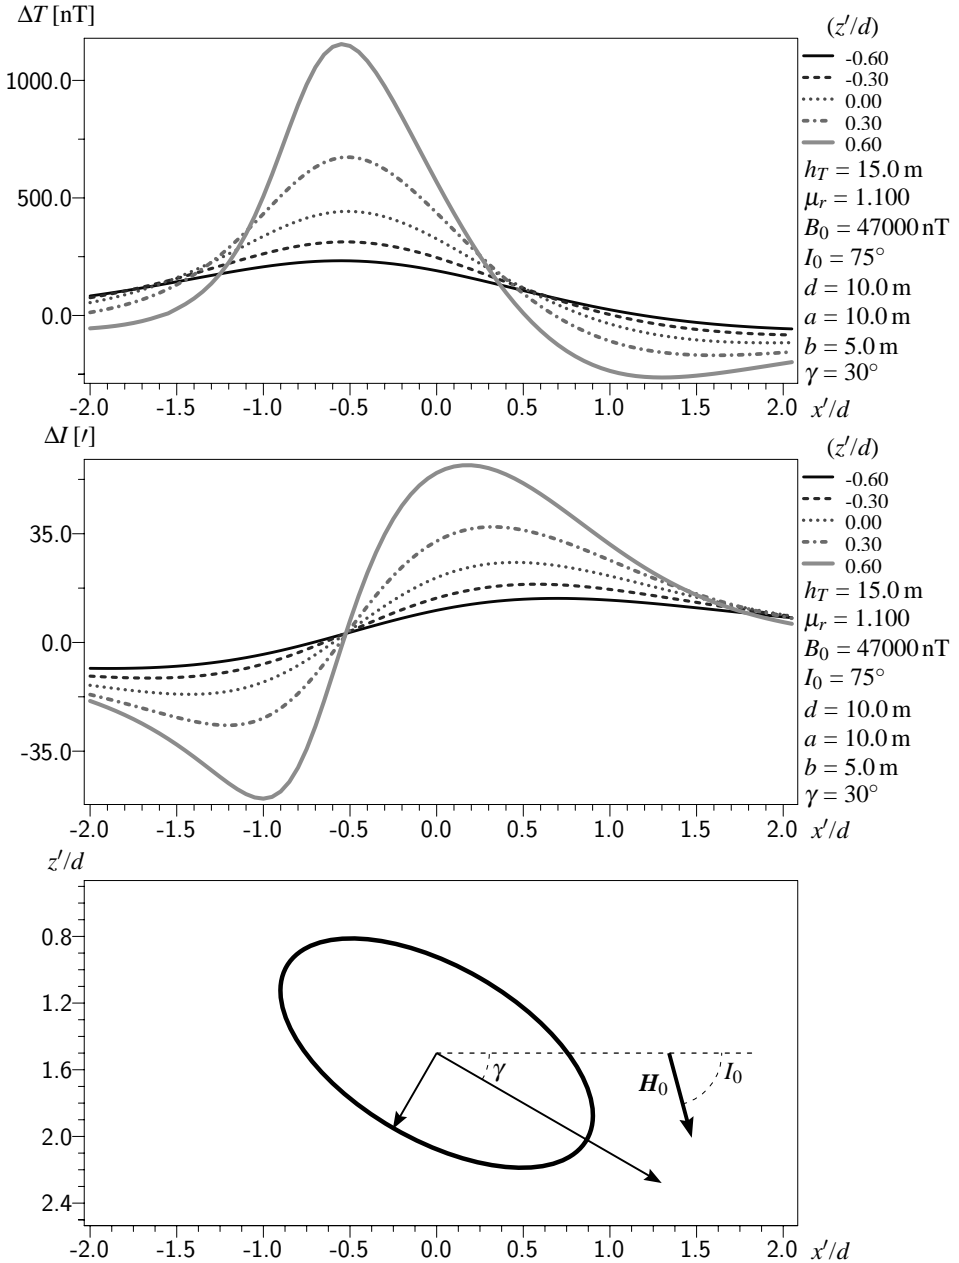 ΔT [nT]
1000.0
500.0
0.0
-2.0 -1.5 -1.0 -0.5 0.0 0.5 1.0 1.5 2.0 x′/d
(z′/d)
-0.60
-0.30
0.00
0.30
0.60
h_T = 15.0 m
μ_r = 1.100
B_0 = 47000 nT
I_0 = 75°
d = 10.0 m
a = 10.0 m
b = 5.0 m
γ = 30°
ΔI [′]
35.0
0.0
-35.0
-2.0 -1.5 -1.0 -0.5 0.0 0.5 1.0 1.5 2.0 x′/d
(z′/d)
-0.60
-0.30
0.00
0.30
0.60
h_T = 15.0 m
μ_r = 1.100
B_0 = 47000 nT
I_0 = 75°
d = 10.0 m
a = 10.0 m
b = 5.0 m
γ = 30°
z′/d
0.8
1.2
1.6
2.0
2.4
γ
H_0
I_0
-2.0 -1.5 -1.0 -0.5 0.0 0.5 1.0 1.5 2.0 x′/d